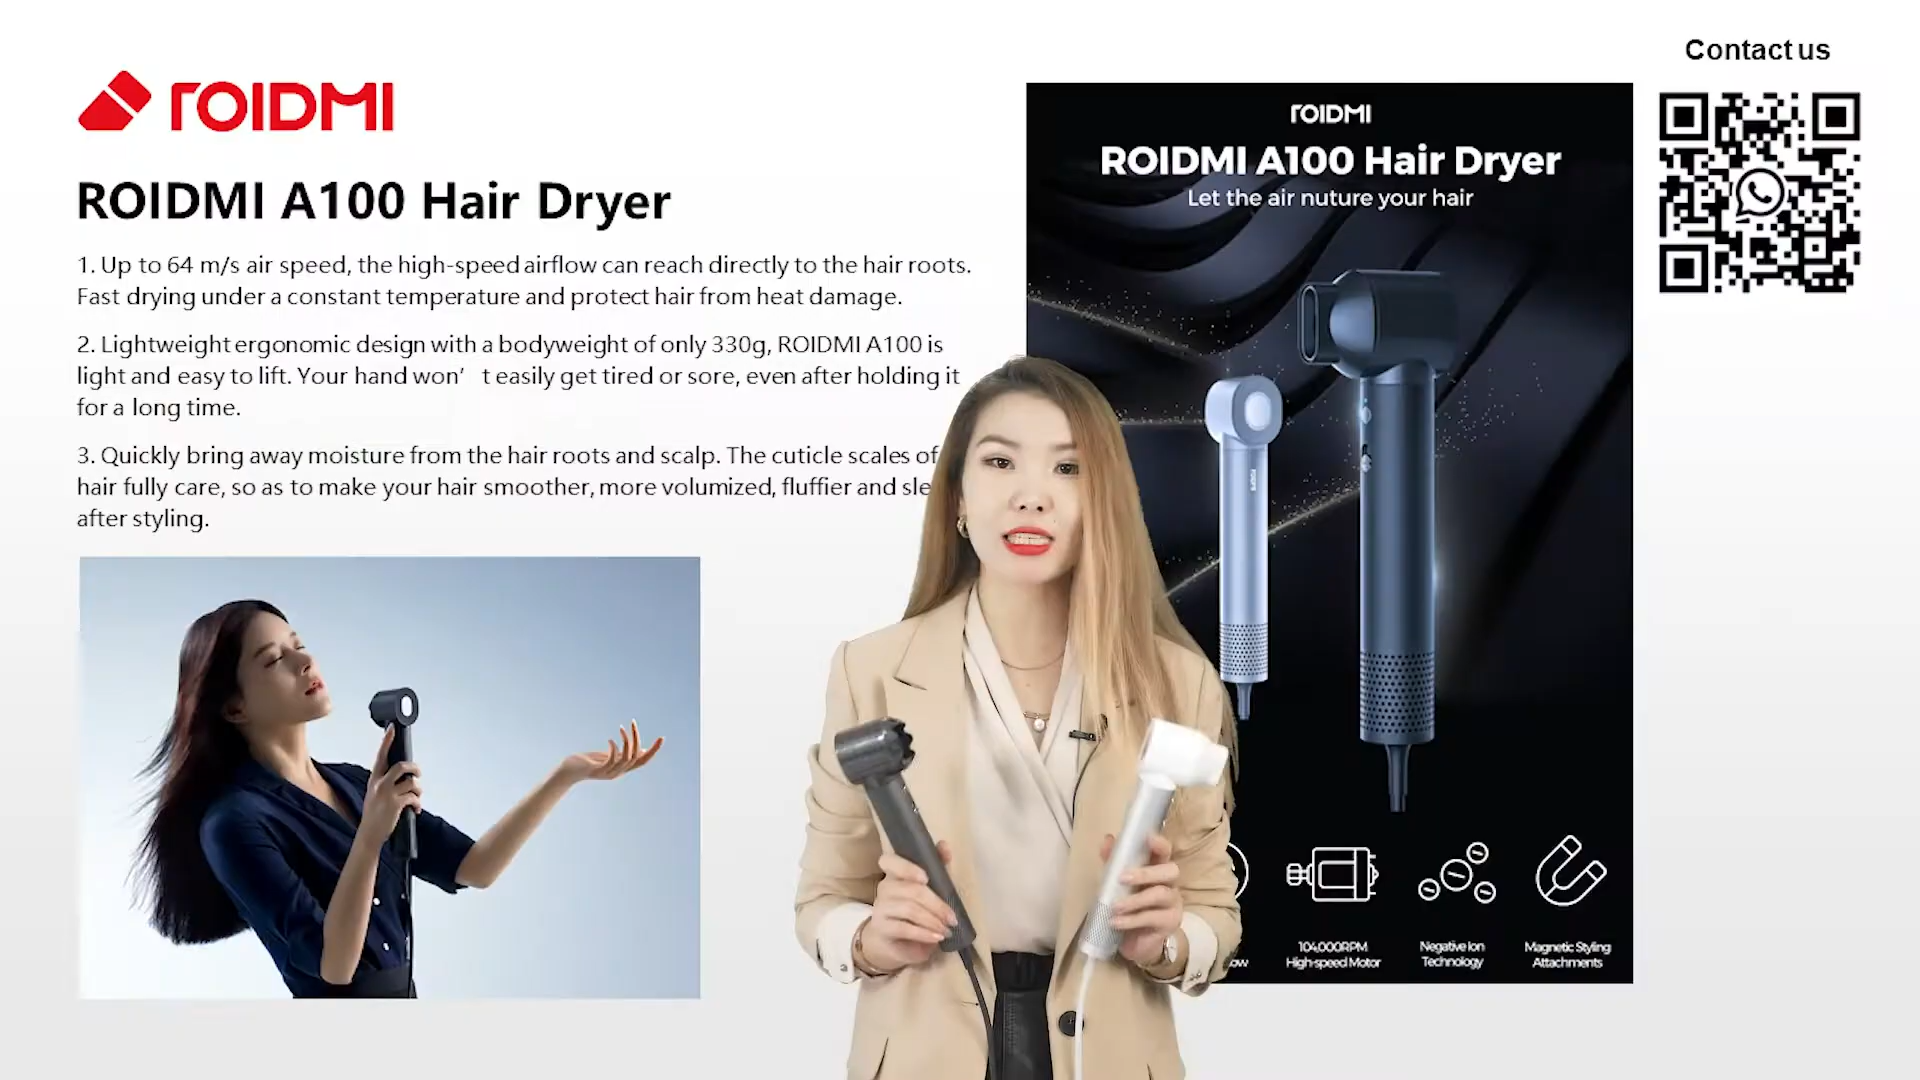 ROIDMI
ROIDMI A100 Hair Dryer
1. Up to 64 m/s air speed, the high-speed airflow can reach directly to the hair roots.
Fast drying under a constant temperature and protect hair from heat damage.
2. Lightweight ergonomic design with a bodyweight of only 330g, ROIDMI A100 is
light and easy to lift. Your hand won’t easily get tired or sore, even after holding it
for a long time.
3. Quickly bring away moisture from the hair roots and scalp. The cuticle scales of
hair fully care, so as to make your hair smoother, more volumized, fluffier and
after styling.
ROIDMI
ROIDMI A100 Hair Dryer
Let the air nuture your hair
104,000RPM
High-speed Motor
Negative Ion
Technology
Magnetic Styling
Attachments
Contact us